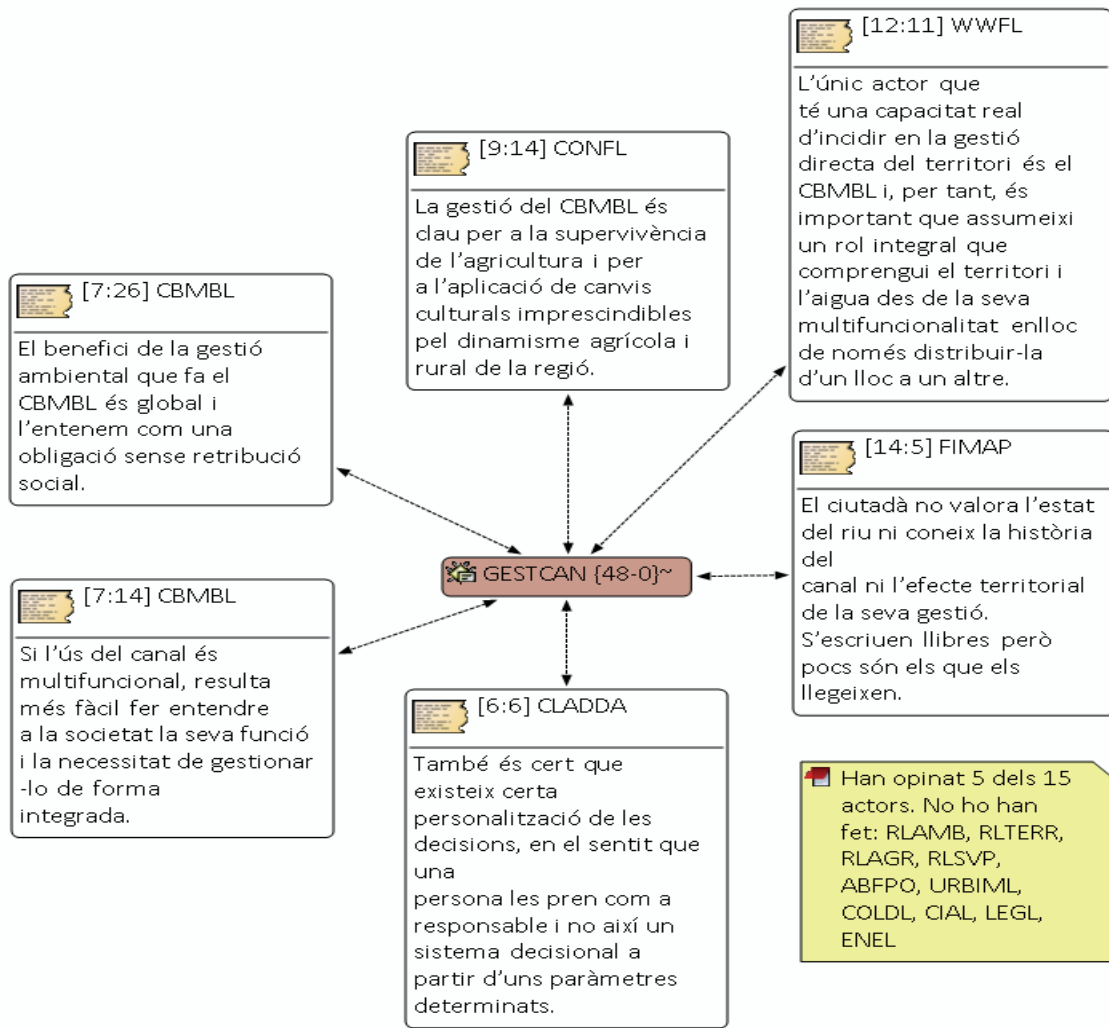 [12:11] WWFL
L'únic actor que
té una capacitat real
d'incidir en la gestió
directa del territori és el
CBMBL i, per tant, és
important que assumeixi
un rol integral que
comprengui el territori i
l'aigua des de la seva
multifuncionalitat enlloc
de només distribuir-la
d'un lloc a un altre.
[9:14] CONFL
La gestió del CBMBL és
clau per a la supervivència
de l'agricultura i per
a l'aplicació de canvis
culturals imprescindibles
pel dinamisme agrícola i
rural de la regió.
[7:26] CBMBL
El benefici de la gestió
ambiental que fa el
CBMBL és global i
l'entenem com una
obligació sense retribució
social.
[14:5] FIMAP
El ciutadà no valora l'estat
del riu ni coneix la història
del
canal ni l'efecte territorial
de la seva gestió.
S'escriuen llibres però
pocs són els que els
llegeixen.
GESTCAN {48-0}~
[7:14] CBMBL
Si l'ús del canal és
multifuncional, resulta
més fàcil fer entendre
a la societat la seva funció
i la necessitat de gestionar
-lo de forma
integrada.
[6:6] CLADDA
També és cert que
existeix certa
personalització de les
decisions, en el sentit que
una
persona les pren com a
responsable i no així un
sistema decisional a
partir d'uns paràmetres
determinats.
Han opinat 5 dels 15
actors. No ho han
fet: RLAMB, RLTERR,
RLAGR, RLSVP,
ABFPO, URBIML,
COLDL, CIAL, LEGL,
ENEL